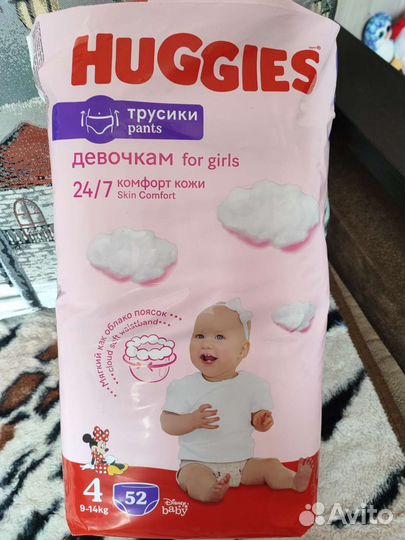 HUGGIES
трусики
pants
девочкам for girls
24/7 комфорт кожи
Skin Comfort
Мягкий как облако поясок
cloud soft waistband
4
9-14kg
52
Disney
baby
Avito